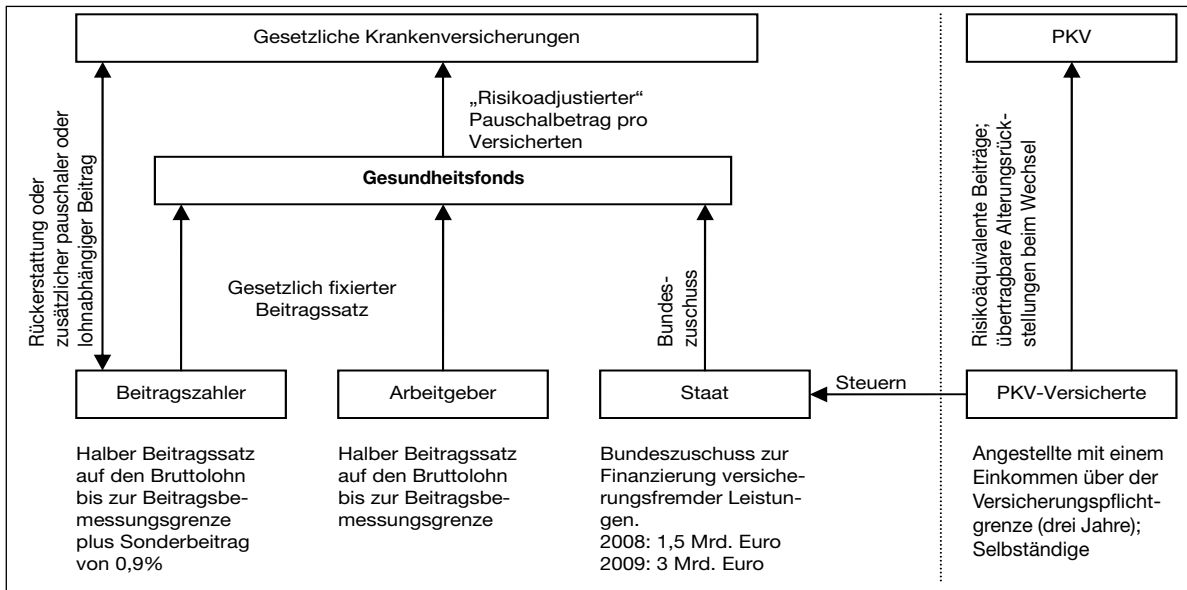 Gesetzliche Krankenversicherungen
PKV
„Risikoadjustierter“
Pauschalbetrag pro
Versicherten
Rückerstattung oder
zusätzlicher pauschaler oder
lohnabhängiger Beitrag
Gesundheitsfonds
Risikoäquivalente Beiträge;
übertragbare Alterungsrück-
stellungen beim Wechsel
Gesetzlich fixierter
Beitragssatz
Bundes-
zuschuss
Beitragszahler
Arbeitgeber
Staat
Steuern
PKV-Versicherte
Halber Beitragssatz
auf den Bruttolohn
bis zur Beitragsbe-
messungsgrenze
plus Sonderbeitrag
von 0,9%
Halber Beitragssatz
auf den Bruttolohn
bis zur Beitragsbe-
messungsgrenze
Bundeszuschuss zur
Finanzierung versiche-
rungsfremder Leistun-
gen.
2008: 1,5 Mrd. Euro
2009: 3 Mrd. Euro
Angestellte mit einem
Einkommen über der
Versicherungspflicht-
grenze (drei Jahre);
Selbständige